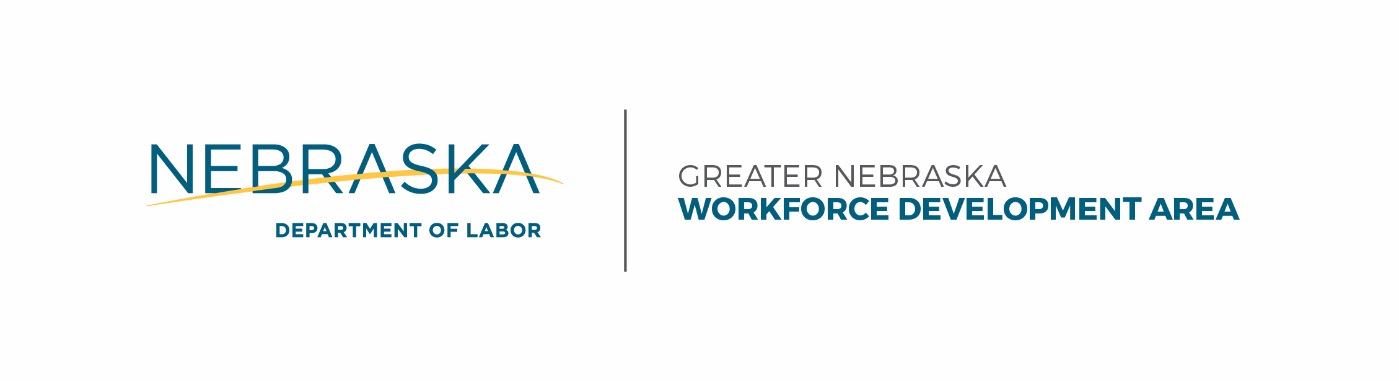 NEBRASKA
DEPARTMENT OF LABOR
GREATER NEBRASKA
WORKFORCE DEVELOPMENT AREA